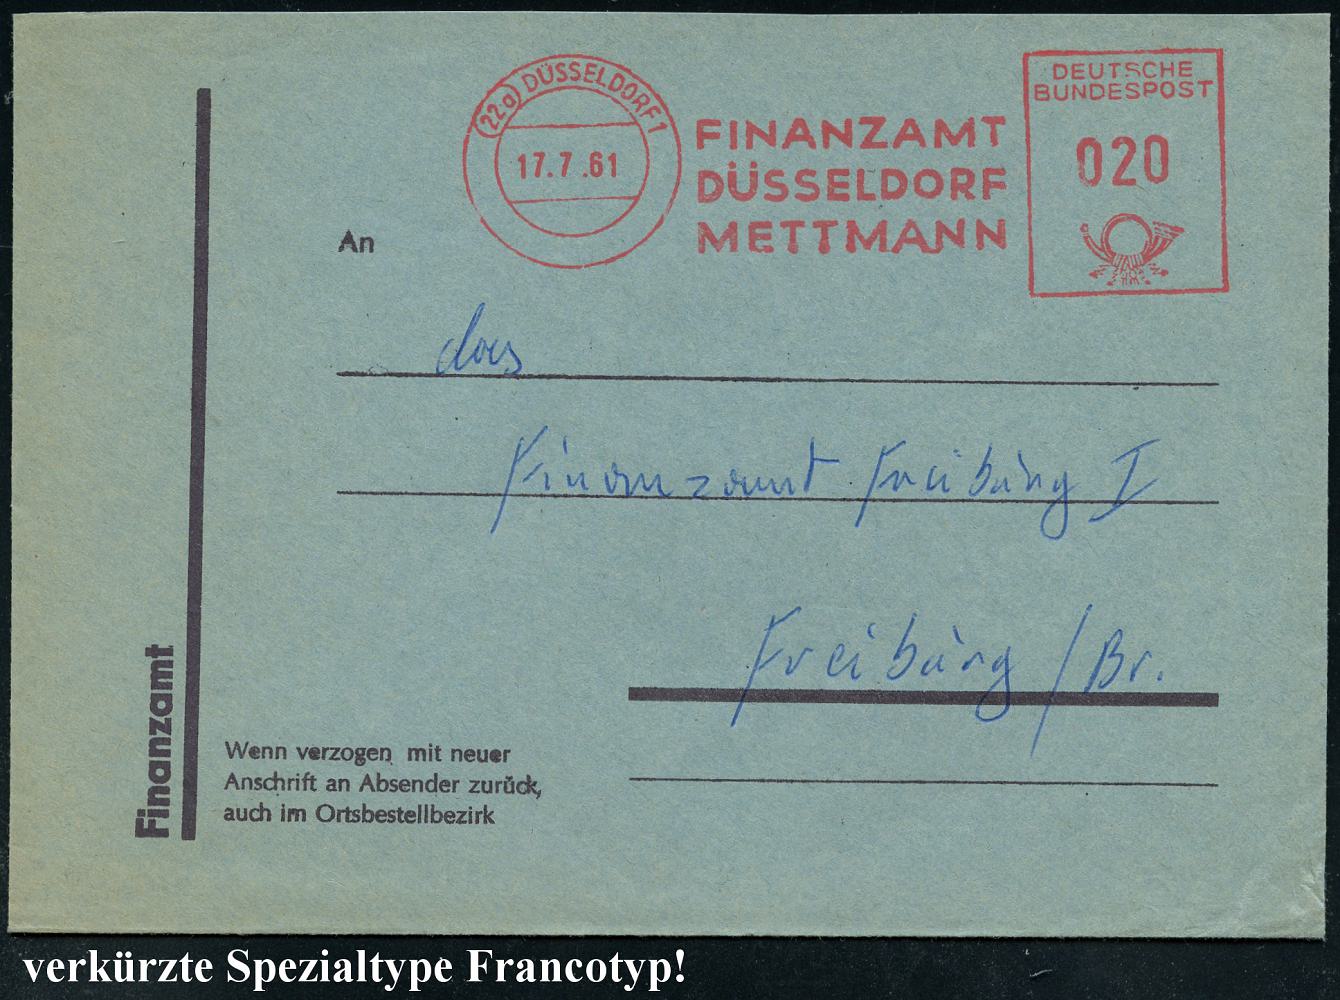 (22a) DÜSSELDORF 1
17.7.61
FINANZAMT
DÜSSELDORF
METTMANN
DEUTSCHE
BUNDESPOST
020
An
das
Finanzamt Freiburg I
Freiburg / Br.
Finanzamt
Wenn verzogen mit neuer
Anschrift an Absender zurück,
auch im Ortsbestellbezirk
verkürzte Spezialtype Francotyp!